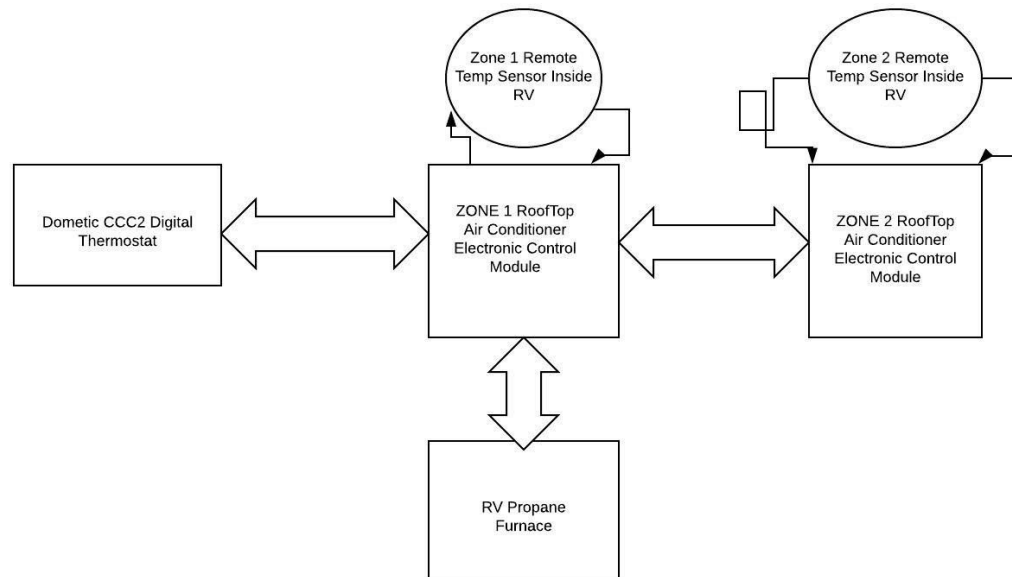 Zone 1 Remote
Temp Sensor Inside
RV
Zone 2 Remote
Temp Sensor Inside
RV
Dometic CCC2 Digital
Thermostat
ZONE 1 RoofTop
Air Conditioner
Electronic Control
Module
ZONE 2 RoofTop
Air Conditioner
Electronic Control
Module
RV Propane
Furnace